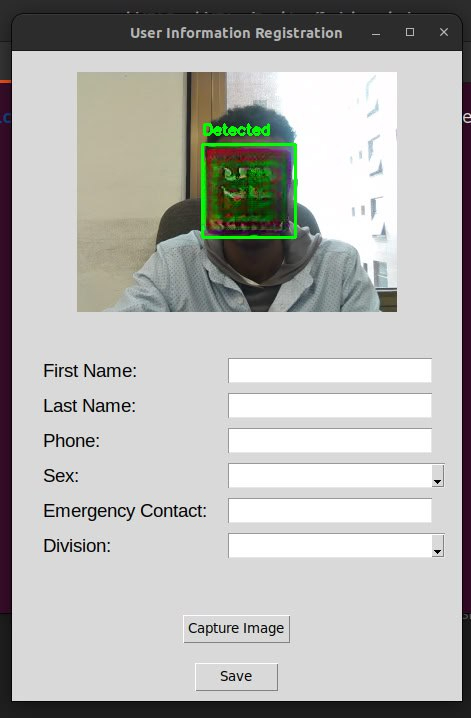 User Information Registration
Detected
First Name:
Last Name:
Phone:
Sex:
Emergency Contact:
Division:
Capture Image
Save